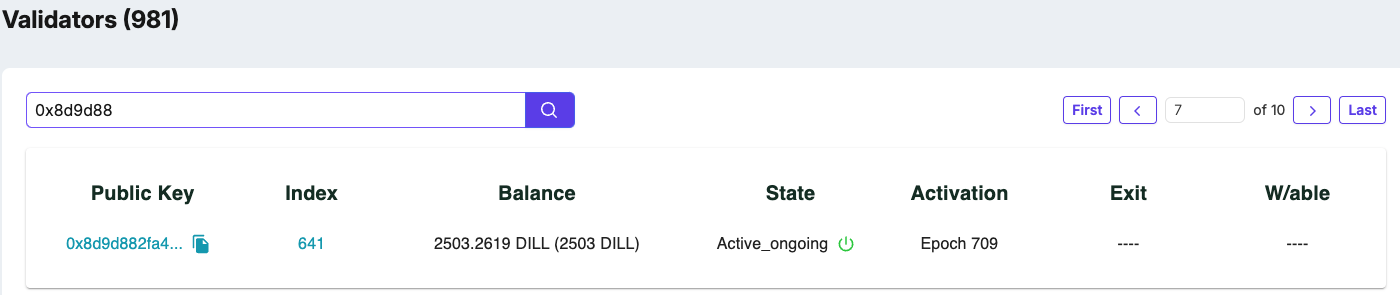 Validators (981)
0x8d9d88
First 7 of 10 Last
Public Key Index Balance State Activation Exit W/able
0x8d9d882fa4... 641 2503.2619 DILL (2503 DILL) Active_ongoing Epoch 709 ---- ----